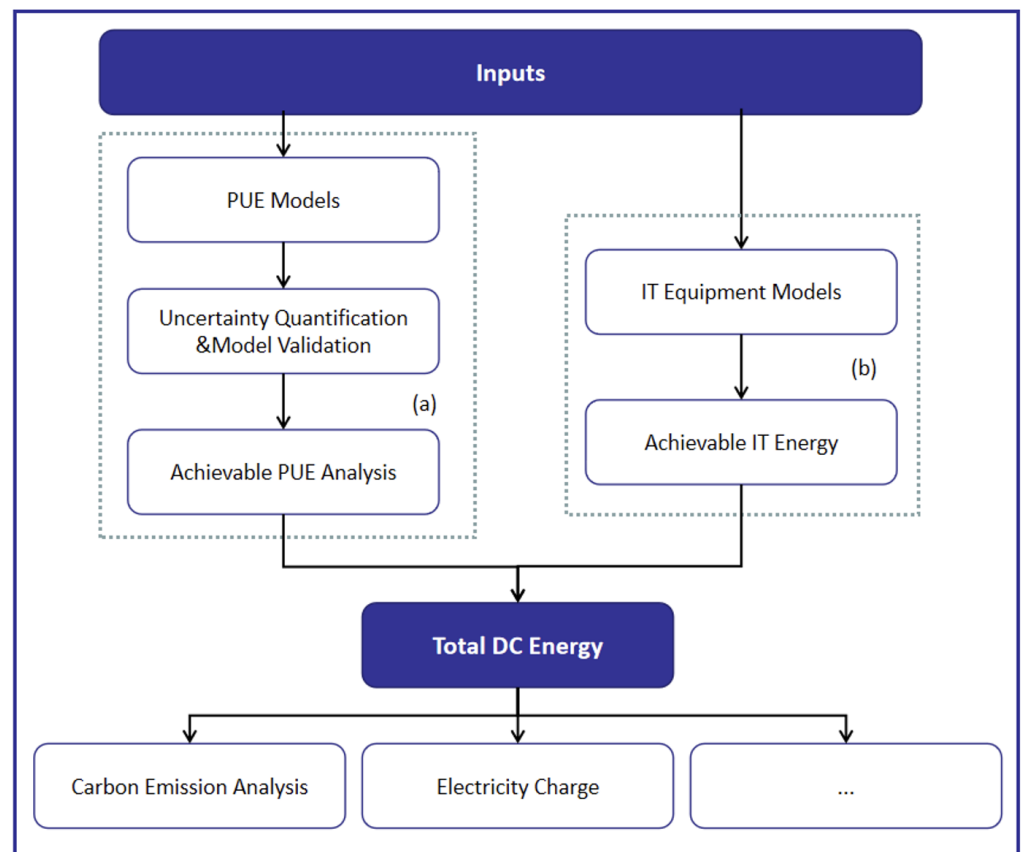 Inputs
PUE Models
Uncertainty Quantification
&Model Validation
(a)
Achievable PUE Analysis
IT Equipment Models
(b)
Achievable IT Energy
Total DC Energy
Carbon Emission Analysis
Electricity Charge
...